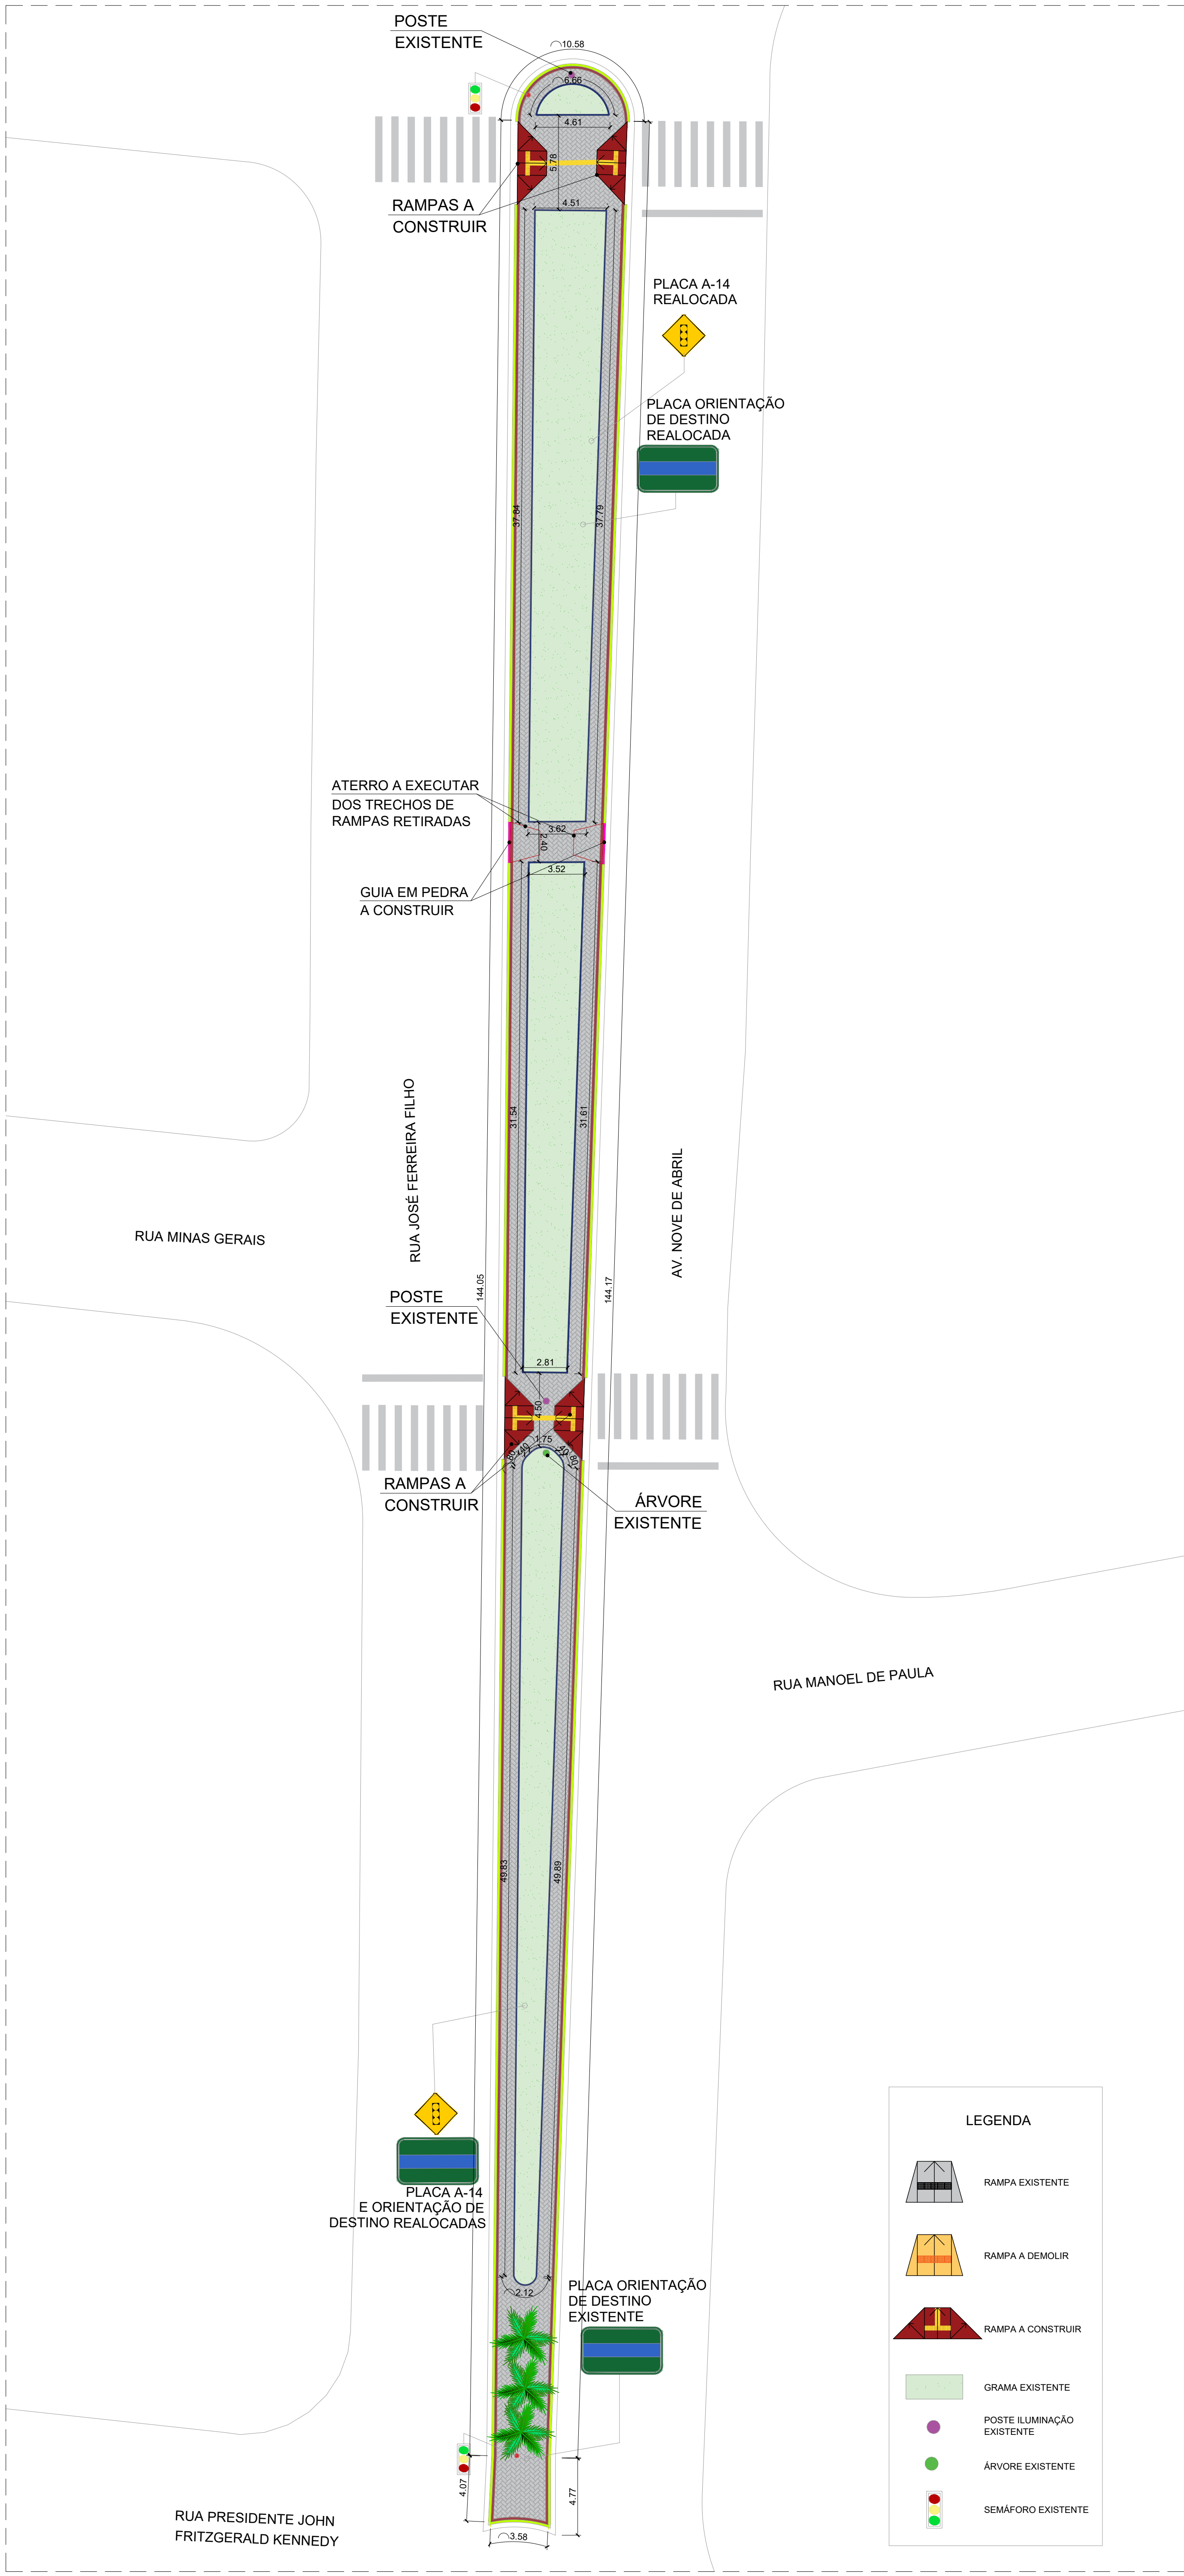 POSTE
EXISTENTE
10.58
6.66
4.61
5.78
RAMPAS A
CONSTRUIR
4.51
PLACA A-14
REALOCADA
PLACA ORIENTAÇÃO
DE DESTINO
REALOCADA
37.84
37.79
ATERRO A EXECUTAR
DOS TRECHOS DE
RAMPAS RETIRADAS
3.62
2.40
3.52
GUIA EM PEDRA
A CONSTRUIR
31.54
31.61
RUA JOSÉ FERREIRA FILHO
AV. NOVE DE ABRIL
RUA MINAS GERAIS
144.05
144.17
POSTE
EXISTENTE
2.81
4.50
1.75
.80
.40
.40
.80
RAMPAS A
CONSTRUIR
ÁRVORE
EXISTENTE
RUA MANOEL DE PAULA
49.83
49.89
PLACA A-14
E ORIENTAÇÃO DE
DESTINO REALOCADAS
2.12
PLACA ORIENTAÇÃO
DE DESTINO
EXISTENTE
4.07
4.77
3.58
RUA PRESIDENTE JOHN
FRITZGERALD KENNEDY
LEGENDA
RAMPA EXISTENTE
RAMPA A DEMOLIR
RAMPA A CONSTRUIR
GRAMA EXISTENTE
POSTE ILUMINAÇÃO
EXISTENTE
ÁRVORE EXISTENTE
SEMÁFORO EXISTENTE